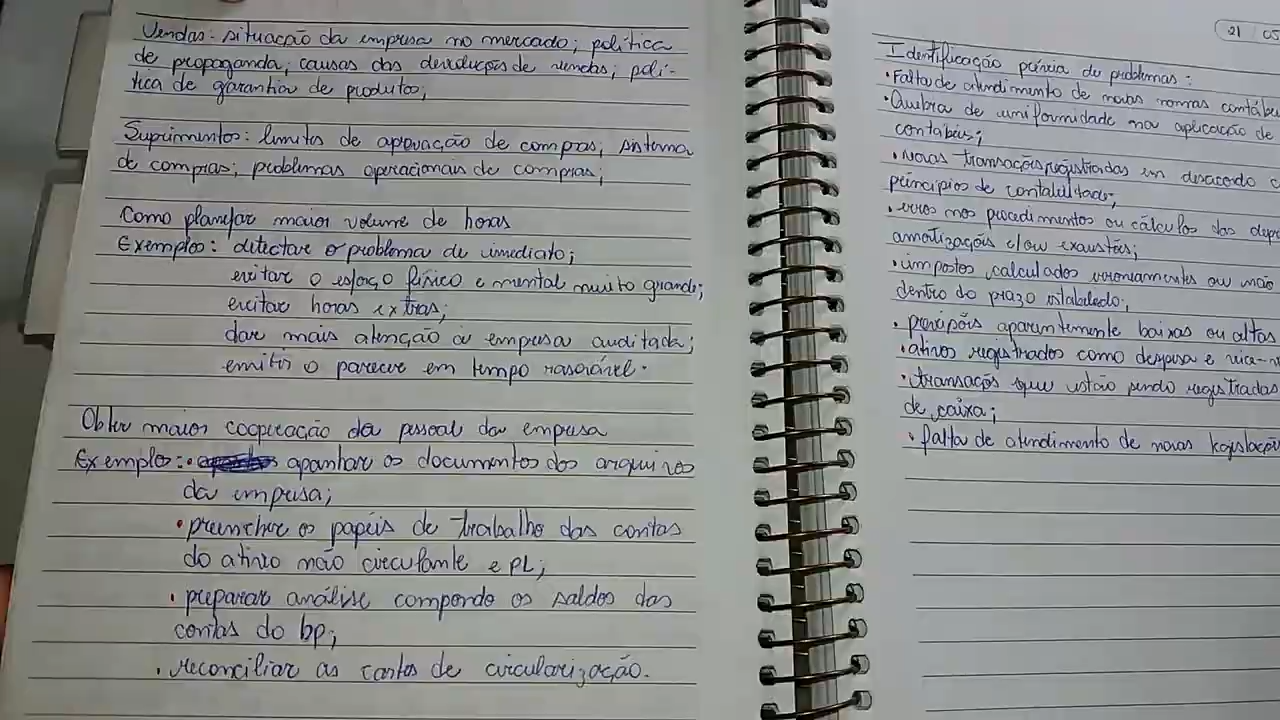 Vendas: situação da empresa no mercado; política
de propaganda; causas das devoluções de vendas; polí-
tica de garantia de produtos;
Suprimentos: limites de aprovação de compras; sistema
de compras; problemas operacionais de compras;
Como planejar maior volume de horas
Exemplos: detectar o problema de imediato;
evitar o esforço físico e mental muito grande;
evitar horas extras;
dar mais atenção à empresa auditada;
emitir o parecer em tempo rasoável.
Obter maior cooperação do pessoal da empresa
Exemplos: • apanhar os documentos dos arquivos
da empresa;
• preencher os papéis de trabalho das contas
do ativo não circulante e PL;
• preparar análise compondo os saldos das
contas do bp;
• reconciliar as cartas de circularização.
21 / 05
Identificação prévia de problemas:
• Falta de atendimento de novas normas
• Quebra de uniformidade na aplicação de
contábeis;
• novas transações registradas em desacordo
princípios de contabilidade;
• erros nos procedimentos ou cálculos das
amortizações e/ou exaustões;
• impostos calculados erroneamente ou não
dentro do prazo estabelecido;
• provisões aparentemente baixas ou altas
• ativos registrados como despesa e
• transações que estão sendo registradas
de caixa;
• falta de atendimento de novas